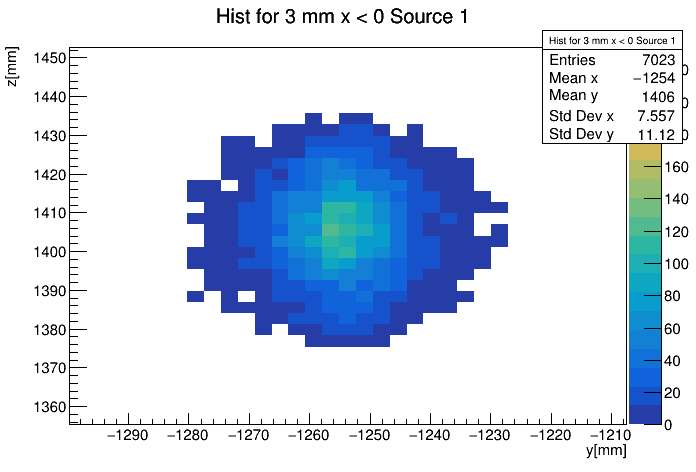 Hist for 3 mm x < 0 Source 1
Hist for 3 mm x < 0 Source 1
Entries 7023
Mean x −1254
Mean y 1406
Std Dev x 7.557
Std Dev y 11.12
z[mm]
1450
1440
1430
1420
1410
1400
1390
1380
1370
1360
160
140
120
100
80
60
40
20
0
−1290 −1280 −1270 −1260 −1250 −1240 −1230 −1220 −1210
y[mm]